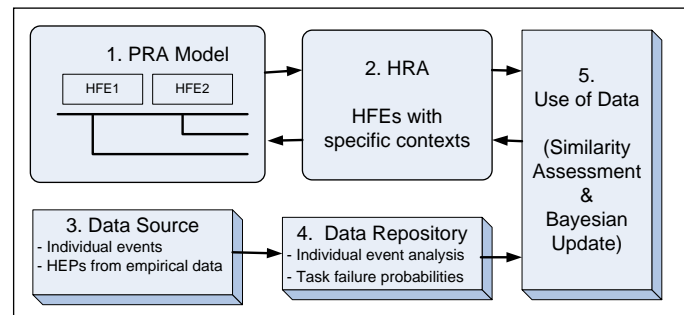 1. PRA Model
HFE1
HFE2
2. HRA
HFEs with
specific contexts
5.
Use of Data
(Similarity
Assessment
&
Bayesian
Update)
3. Data Source
- Individual events
- HEPs from empirical data
4. Data Repository
- Individual event analysis
- Task failure probabilities